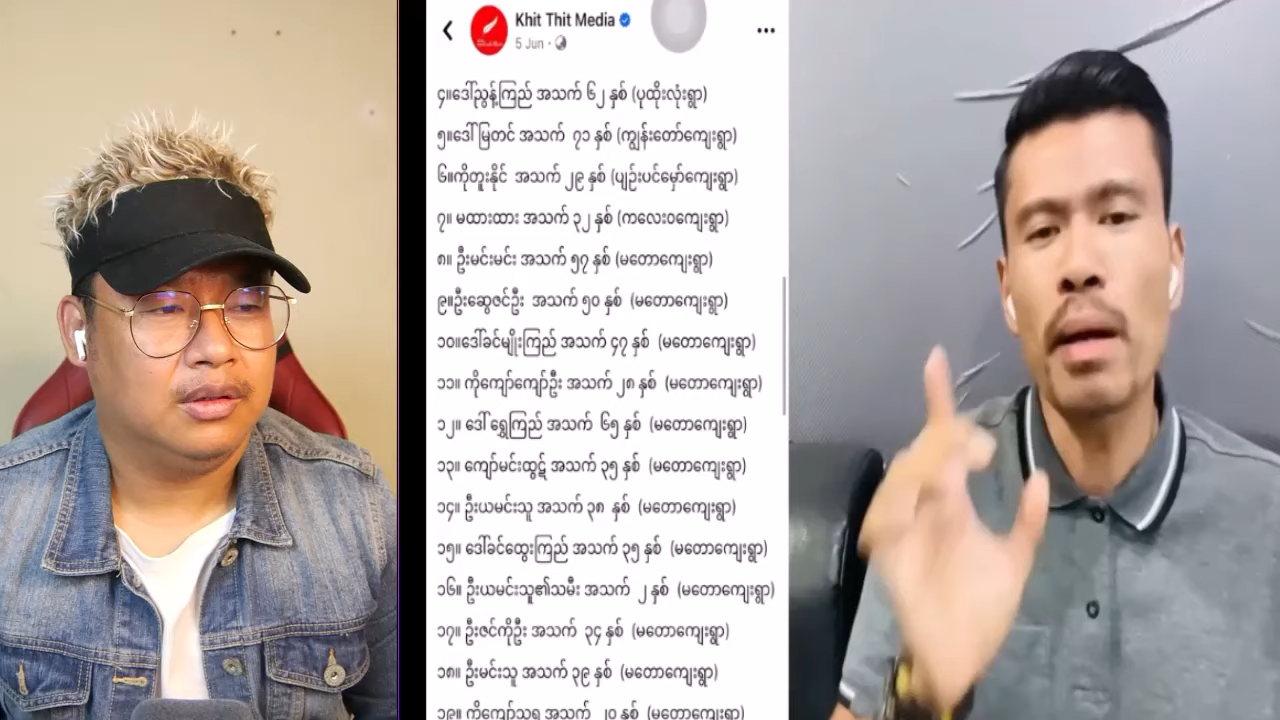 Khit Thit Media
5 Jun
၄။ဒေါ်ညွန့်ကြည် အသက် ၆၂ နှစ် (ပုထိုးလုံးရွာ)
၅။ဒေါ်မြတင် အသက် ၇၁ နှစ် (ကျွန်းတော်ကျေးရွာ)
၆။ကိုတူးနိုင် အသက် ၂၉ နှစ် (ပျဉ်းပင်မှော်ကျေးရွာ)
၇။ မထားထား အသက် ၃၂ နှစ် (ကလေးဝကျေးရွာ)
၈။ ဦးမင်းမင်း အသက် ၅၇ နှစ် (မတောကျေးရွာ)
၉။ဦးဆွေဇင်ဦး အသက် ၅၀ နှစ် (မတောကျေးရွာ)
၁၀။ဒေါ်ခင်မျိုးကြည် အသက် ၄၇ နှစ် (မတောကျေးရွာ)
၁၁။ ကိုကျော်ကျော်ဦး အသက် ၂၈ နှစ် (မတောကျေးရွာ)
၁၂။ ဒေါ်ရွှေကြည် အသက် ၆၅ နှစ် (မတောကျေးရွာ)
၁၃။ ကျော်မင်းထွဋ် အသက် ၃၅ နှစ် (မတောကျေးရွာ)
၁၄။ ဦးယမင်းသူ အသက် ၃၈ နှစ် (မတောကျေးရွာ)
၁၅။ ဒေါ်ခင်ထွေးကြည် အသက် ၃၅ နှစ် (မတောကျေးရွာ)
၁၆။ ဦးယမင်းသူ၏သမီး အသက် ၂ နှစ် (မတောကျေးရွာ)
၁၇။ ဦးဇင်ကိုဦး အသက် ၃၄ နှစ် (မတောကျေးရွာ)
၁၈။ ဦးမင်းသူ အသက် ၃၉ နှစ် (မတောကျေးရွာ)
၁၉။ အသက် ၂၀ နှစ် (မတောကျေးရွာ)